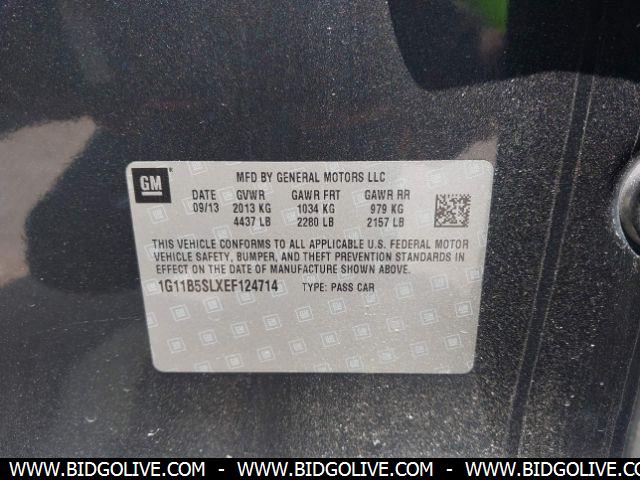 GM
MFD BY GENERAL MOTORS LLC
DATE GVWR GAWR FRT GAWR RR
09/13 2013 KG 1034 KG 979 KG
4437 LB 2280 LB 2157 LB
THIS VEHICLE CONFORMS TO ALL APPLICABLE U.S. FEDERAL MOTOR
VEHICLE SAFETY, BUMPER, AND THEFT PREVENTION STANDARDS IN
EFFECT ON THE DATE OF MANUFACTURE SHOWN ABOVE.
1G11B5SLXEF124714 TYPE: PASS CAR
WWW.BIDGOLIVE.COM - WWW.BIDGOLIVE.COM - WWW.BIDGOLIVE.COM